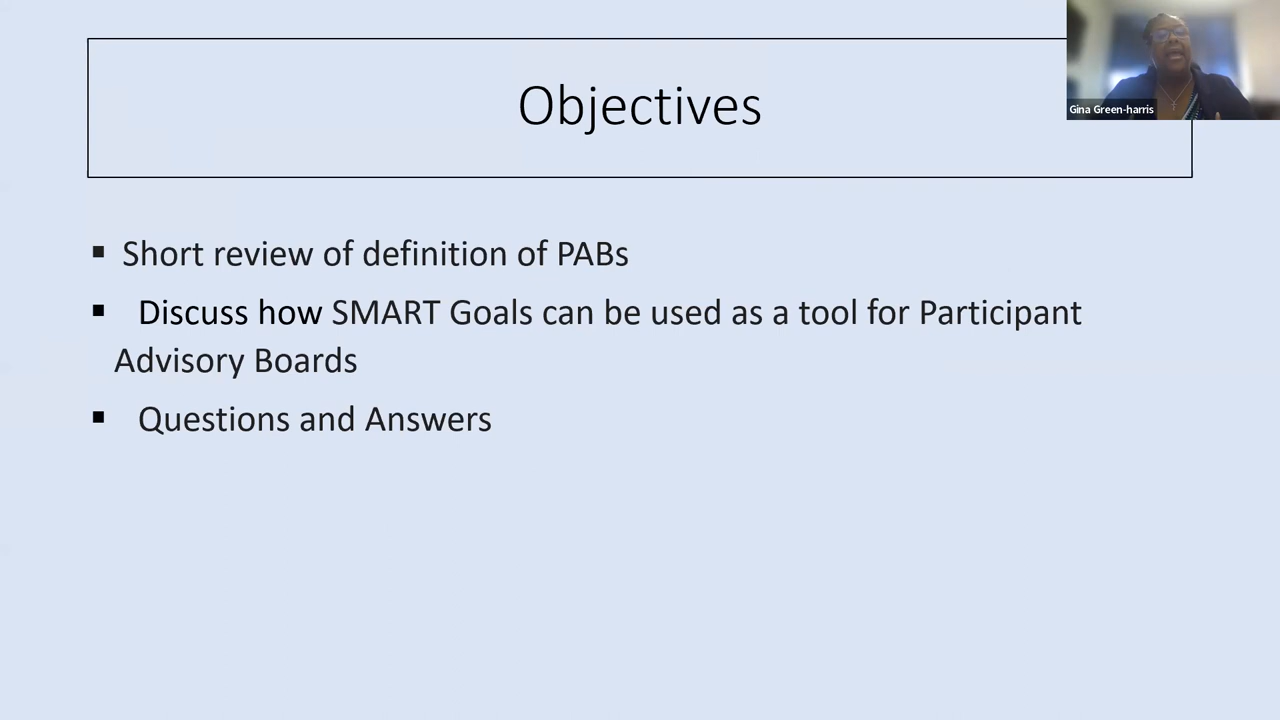 Objectives
Gina Green-harris
▪ Short review of definition of PABs
▪ Discuss how SMART Goals can be used as a tool for Participant
Advisory Boards
▪ Questions and Answers